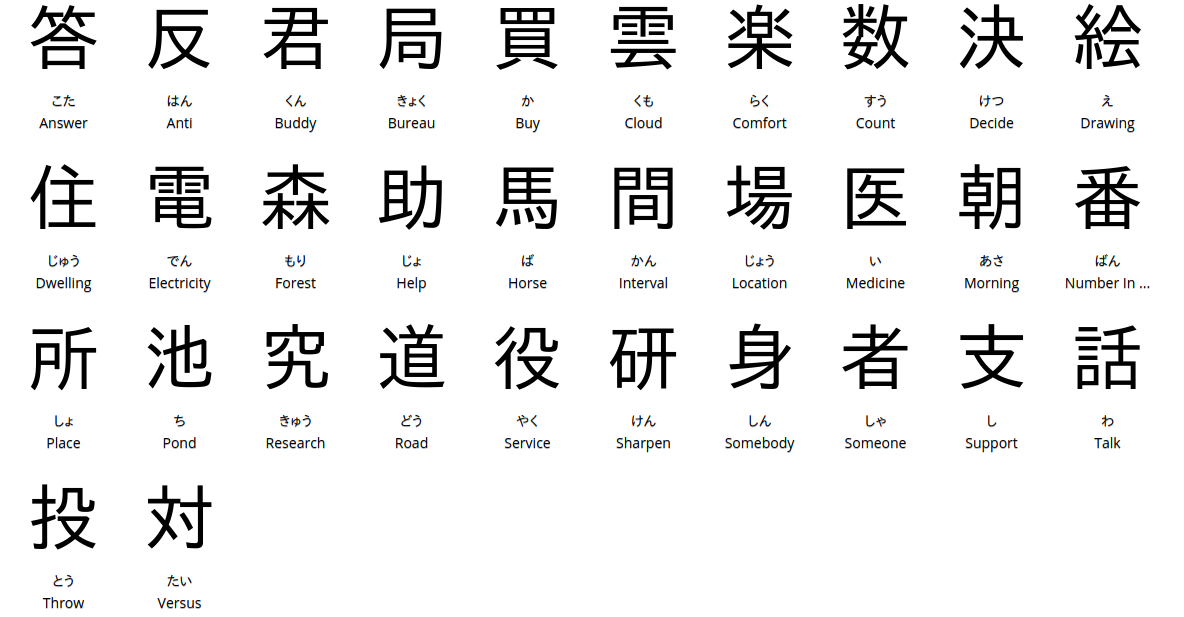 答 反 君 局 買 雲 楽 数 決 絵
こた はん くん きょく か くも らく すう けつ え
Answer Anti Buddy Bureau Buy Cloud Comfort Count Decide Drawing
住 電 森 助 馬 間 場 医 朝 番
じゅう でん もり じょ ば かん じょう い あさ ばん
Dwelling Electricity Forest Help Horse Interval Location Medicine Morning Number In ...
所 池 究 道 役 研 身 者 支 話
しょ ち きゅう どう やく けん しん しゃ し わ
Place Pond Research Road Service Sharpen Somebody Someone Support Talk
投 対
とう たい
Throw Versus